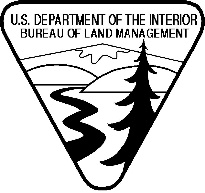 U.S. DEPARTMENT OF THE INTERIOR
BUREAU OF LAND MANAGEMENT